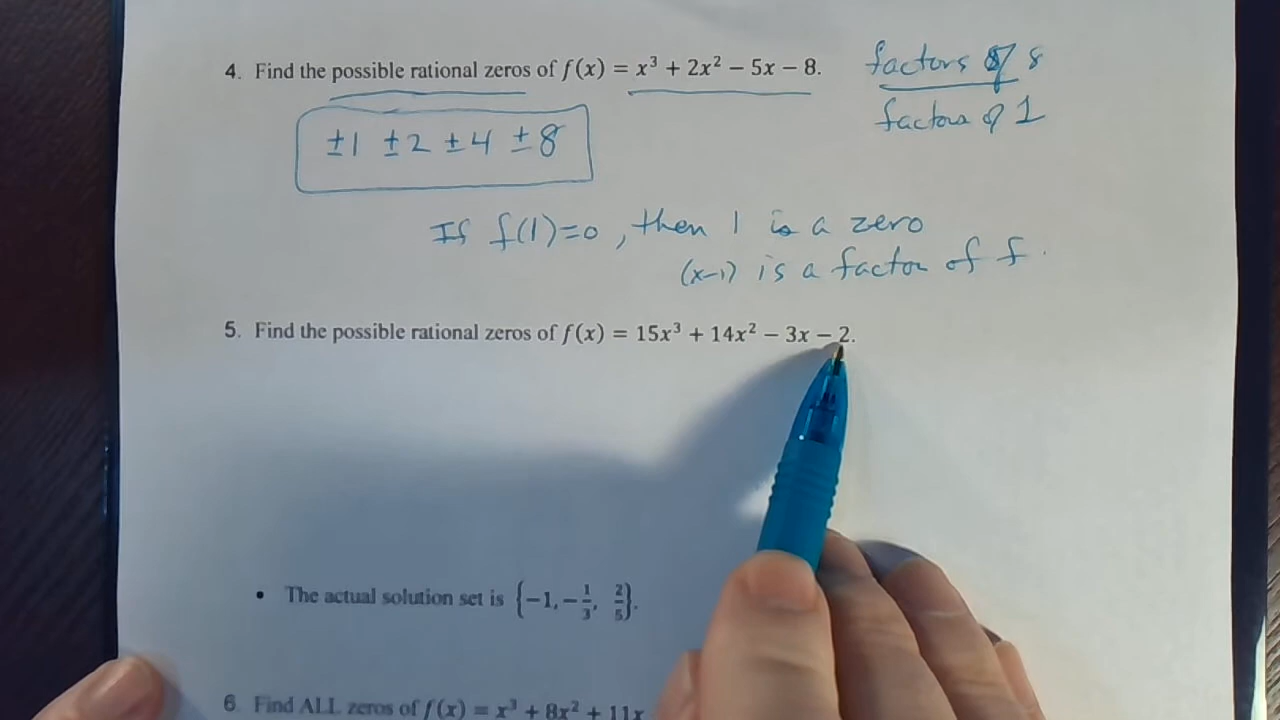 4. Find the possible rational zeros of f(x) = x³ + 2x² − 5x − 8.
factors of 8
factors of 1
±1 ±2 ±4 ±8
If f(1)=0, then 1 is a zero
(x-1) is a factor of f.
5. Find the possible rational zeros of f(x) = 15x³ + 14x² − 3x − 2.
• The actual solution set is {−1, −1/3, 2/5}.
6. Find ALL zeros of f(x) = x³ + 8x² + 11x